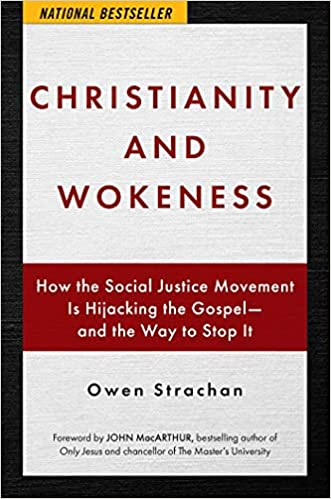 NATIONAL BESTSELLER
CHRISTIANITY
AND
WOKENESS
How the Social Justice Movement
Is Hijacking the Gospel—
and the Way to Stop It
Owen Strachan
Foreword by JOHN MacARTHUR, bestselling author of
Only Jesus and chancellor of The Master's University